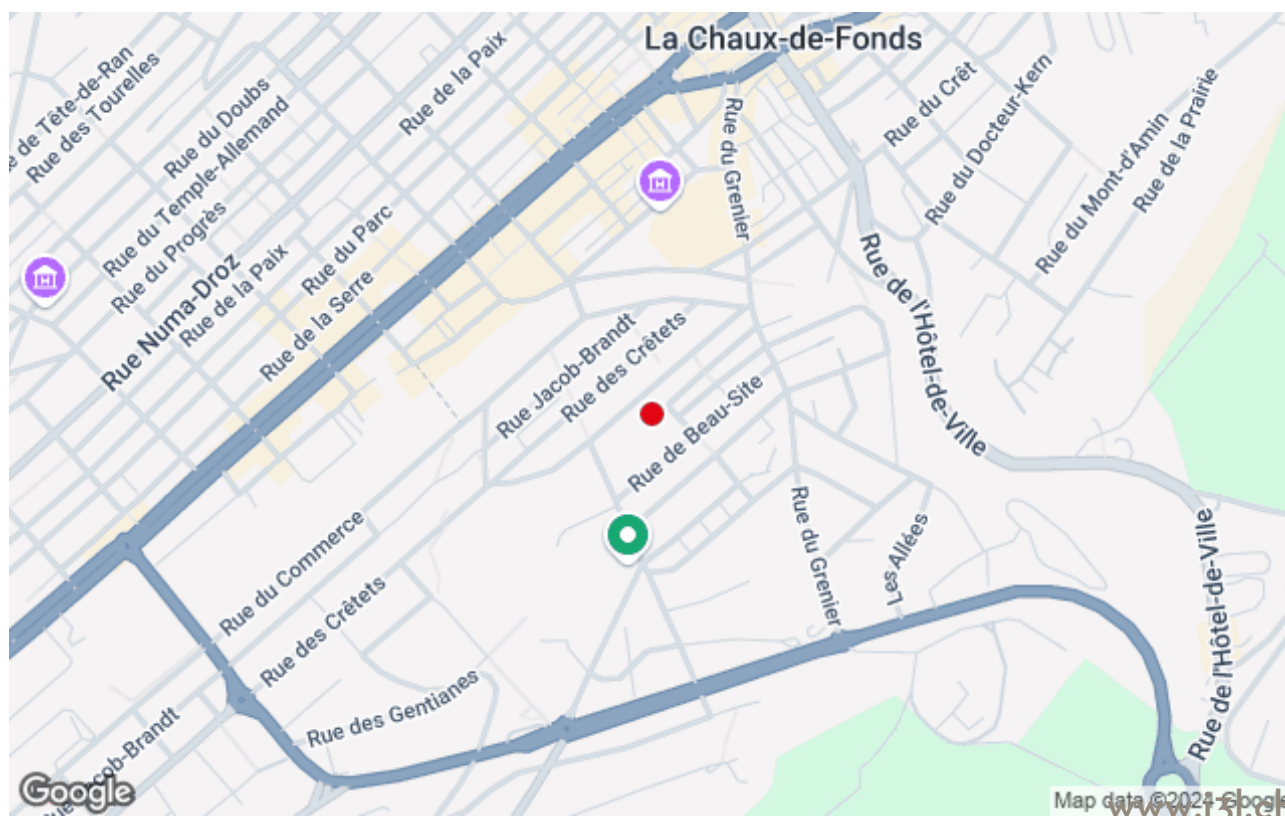 La Chaux-de-Fonds
Rue de la Paix
Rue du Crêt
Rue du Docteur-Kern
Rue de la Prairie
Rue du Mont-d'Amin
e de Tête-de-Ran
Rue des Tourelles
Rue du Doubs
Rue du Temple-Allemand
Rue du Progrès
Rue du Grenier
Rue du Parc
Rue de la Paix
Rue Numa-Droz
Rue de la Serre
Rue de l'Hôtel-de-Ville
Rue Jacob-Brandt
Rue des Crêtets
Rue de Beau-Site
Rue du Grenier
Les Allées
Rue du Commerce
Rue des Crêtets
Rue de l'Hôtel-de-Ville
Rue des Gentianes
Rue Jacob-Brandt
Google
Map data ©2024 Google